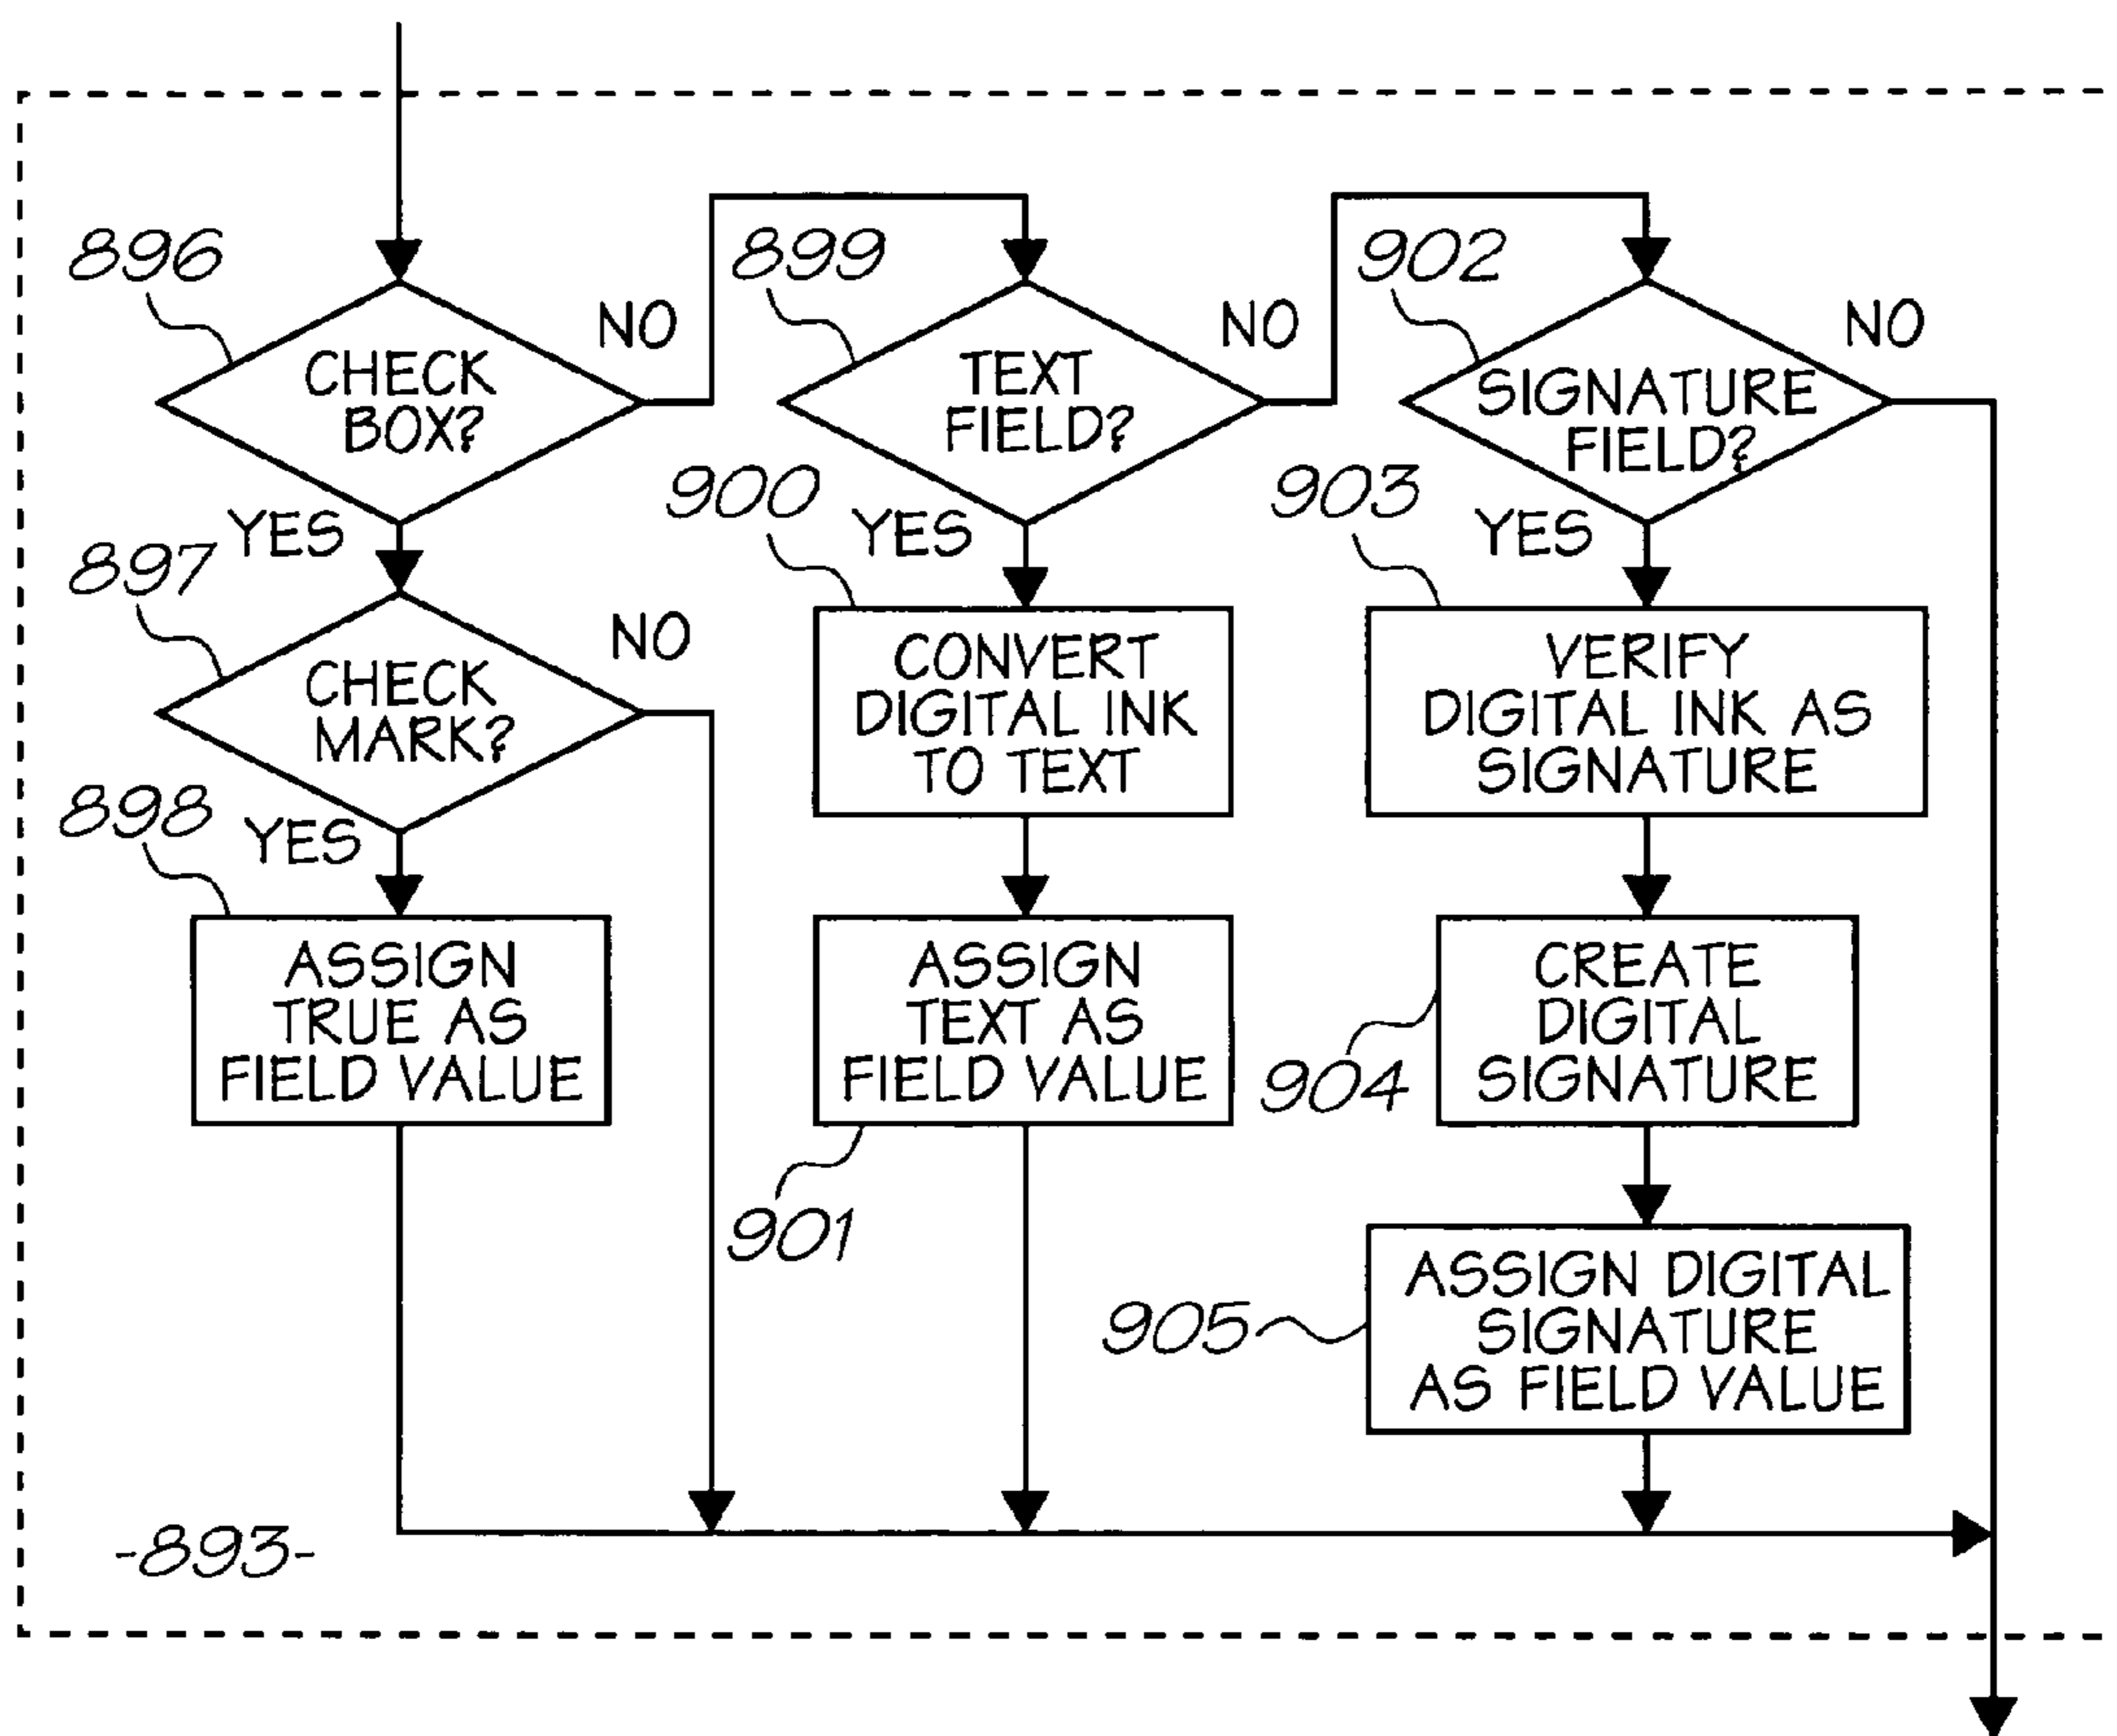 896
CHECK
BOX?
NO
YES
897
CHECK
MARK?
NO
YES
898
ASSIGN
TRUE AS
FIELD VALUE
899
TEXT
FIELD?
NO
YES
900
CONVERT
DIGITAL INK
TO TEXT
ASSIGN
TEXT AS
FIELD VALUE
901
902
SIGNATURE
FIELD?
NO
YES
903
VERIFY
DIGITAL INK AS
SIGNATURE
CREATE
DIGITAL
SIGNATURE
904
ASSIGN DIGITAL
SIGNATURE
AS FIELD VALUE
905
-893-